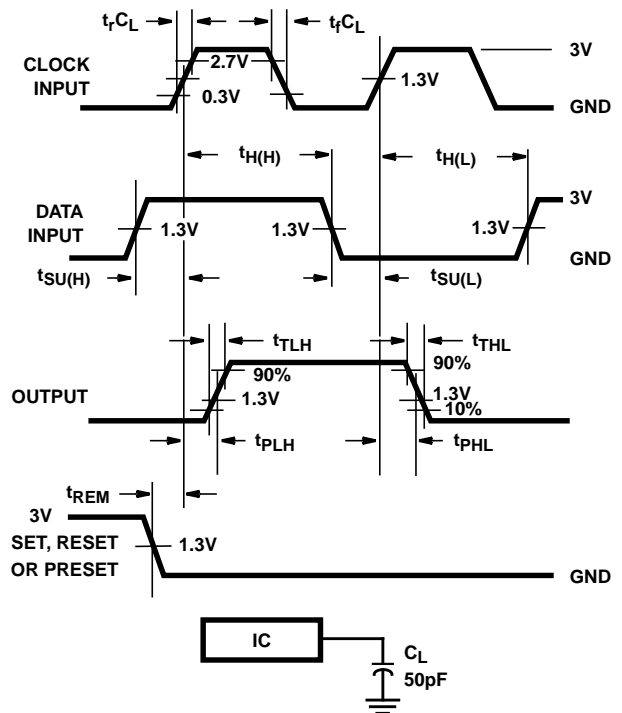 trCL
tfCL
CLOCK
INPUT
2.7V
0.3V
1.3V
3V
GND
tH(H)
tH(L)
DATA
INPUT
1.3V
1.3V
1.3V
3V
GND
tSU(H)
tSU(L)
tTLH
tTHL
90%
90%
OUTPUT
1.3V
1.3V
10%
tPLH
tPHL
tREM
3V
SET, RESET
OR PRESET
1.3V
GND
IC
CL
50pF